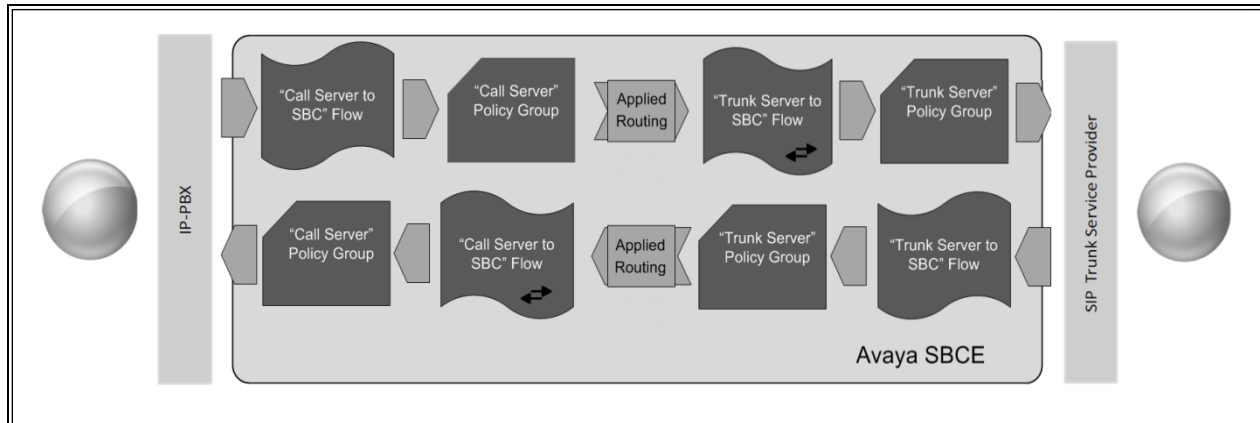 IP-PBX
“Call Server to
SBC” Flow
“Call Server”
Policy Group
Applied
Routing
“Trunk Server to
SBC” Flow
“Trunk Server”
Policy Group
“Call Server”
Policy Group
“Call Server to
SBC” Flow
Applied
Routing
“Trunk Server”
Policy Group
“Trunk Server to
SBC” Flow
Avaya SBCE
SIP Trunk Service Provider